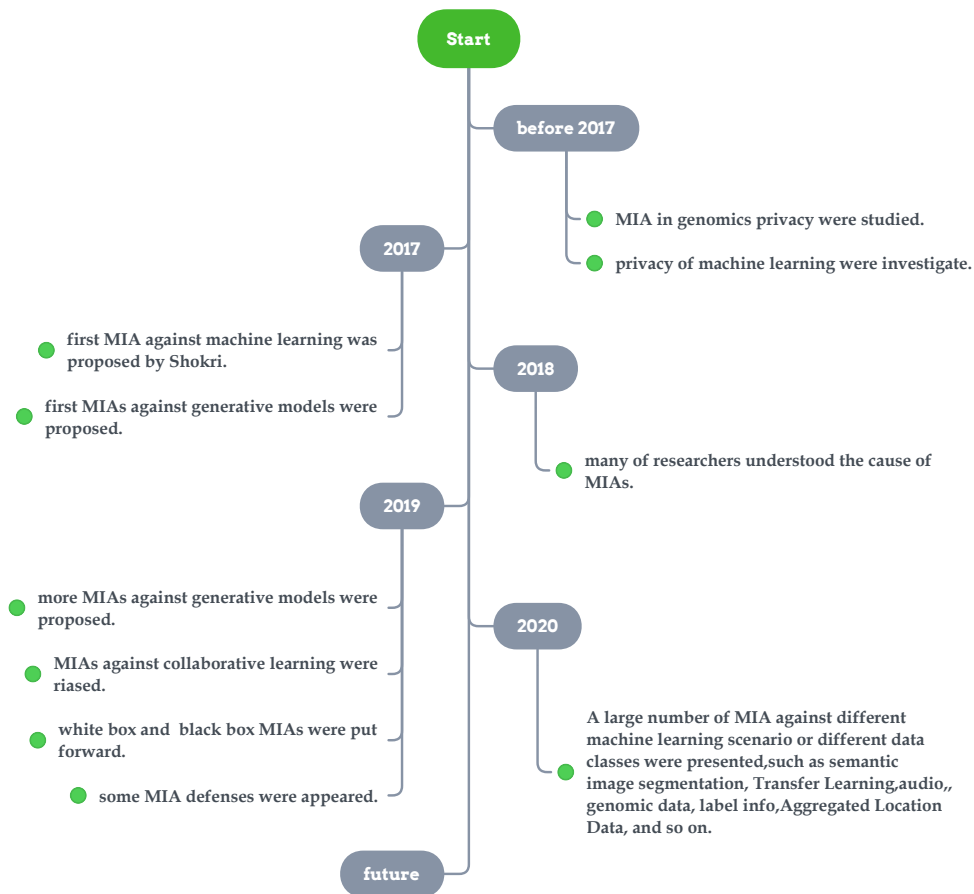 Start
before 2017
MIA in genomics privacy were studied.
privacy of machine learning were investigate.
2017
first MIA against machine learning was
proposed by Shokri.
first MIAs against generative models were
proposed.
2018
many of researchers understood the cause of
MIAs.
2019
more MIAs against generative models were
proposed.
MIAs against collaborative learning were
riased.
white box and  black box MIAs were put
forward.
some MIA defenses were appeared.
2020
A large number of MIA against different
machine learning scenario or different data
classes were presented,such as semantic
image segmentation, Transfer Learning,audio,,
genomic data, label info,Aggregated Location
Data, and so on.
future